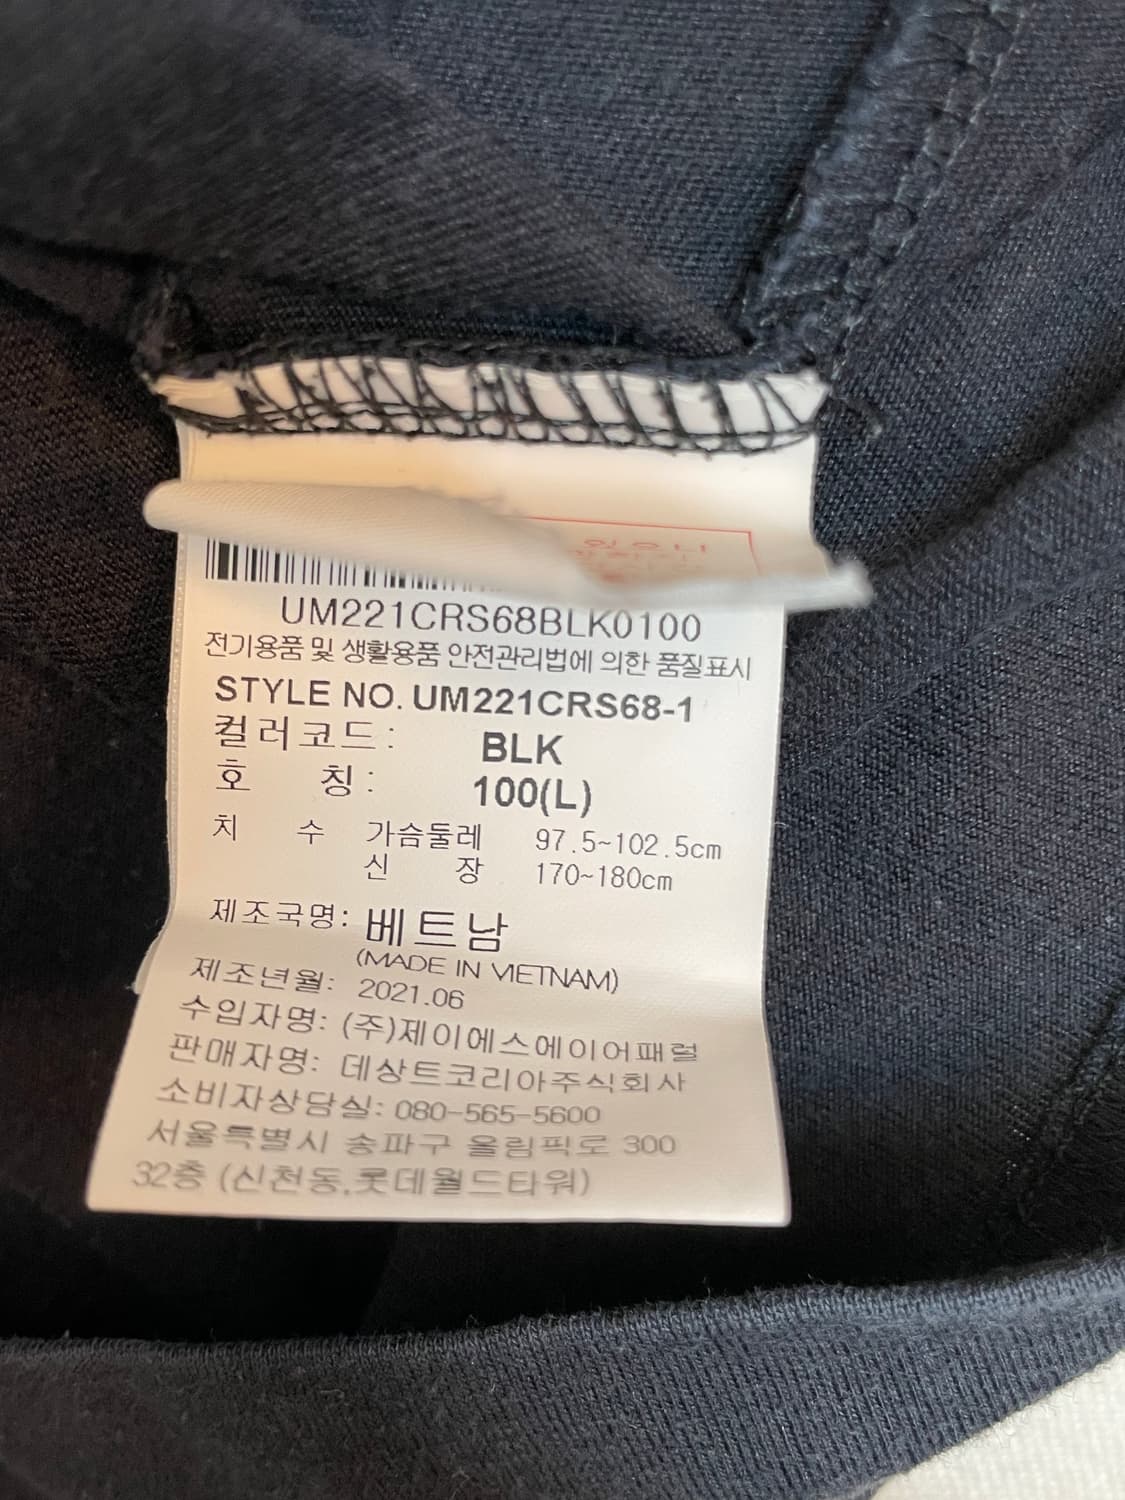 있으니
UM221CRS68BLK0100
전기용품 및 생활용품 안전관리법에 의한 품질표시
STYLE NO. UM221CRS68-1
컬러코드: BLK
호 칭: 100(L)
치 수 가슴둘레 97.5~102.5cm
신 장 170~180cm
제조국명: 베트남
(MADE IN VIETNAM)
제조년월: 2021.06
수입자명: (주)제이에스에이어패럴
판매자명: 데상트코리아주식회사
소비자상담실: 080-565-5600
서울특별시 송파구 올림픽로 300
32층 (신천동,롯데월드타워)